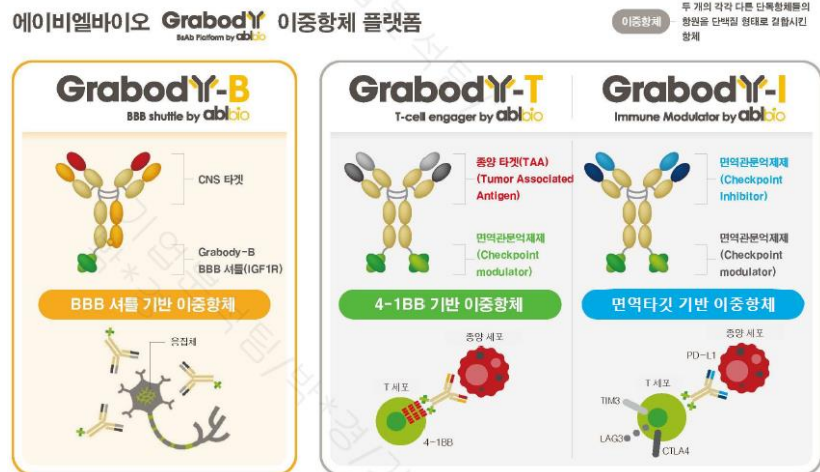 에이비엘바이오 Grabody 이중항체 플랫폼
BsAb Platform by ablbio
이중항체
두 개의 각각 다른 단독항체들의
항원을 단백질 형태로 결합시킨
항체
Grabody-B
BBB shuttle by ablbio
CNS 타겟
Grabody-B
BBB 셔틀(IGF1R)
BBB 셔틀 기반 이중항체
응집체
Grabody-T
T-cell engager by ablbio
종양 타겟(TAA)
(Tumor Associated
Antigen)
면역관문억제제
(Checkpoint
modulator)
4-1BB 기반 이중항체
종양 세포
T 세포
4-1BB
Grabody-I
Immune Modulator by ablbio
면역관문억제제
(Checkpoint
Inhibitor)
면역관문억제제
(Checkpoint
modulator)
면역타깃 기반 이중항체
종양 세포
PD-L1
T 세포
TIM3
LAG3
CTLA4